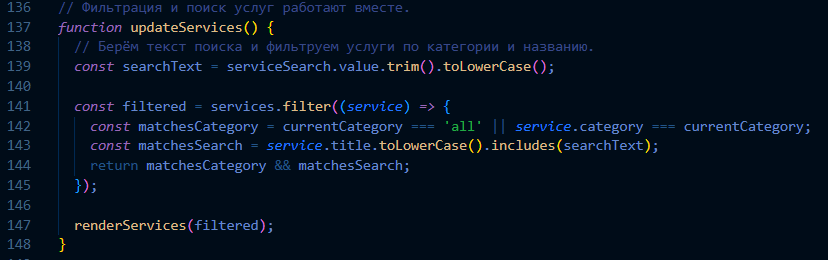 136 // Фильтрация и поиск услуг работают вместе.
137 function updateServices() {
138 // Берём текст поиска и фильтруем услуги по категории и названию.
139 const searchText = serviceSearch.value.trim().toLowerCase();
140
141 const filtered = services.filter((service) => {
142 const matchesCategory = currentCategory === 'all' || service.category === currentCategory;
143 const matchesSearch = service.title.toLowerCase().includes(searchText);
144 return matchesCategory && matchesSearch;
145 });
146
147 renderServices(filtered);
148 }